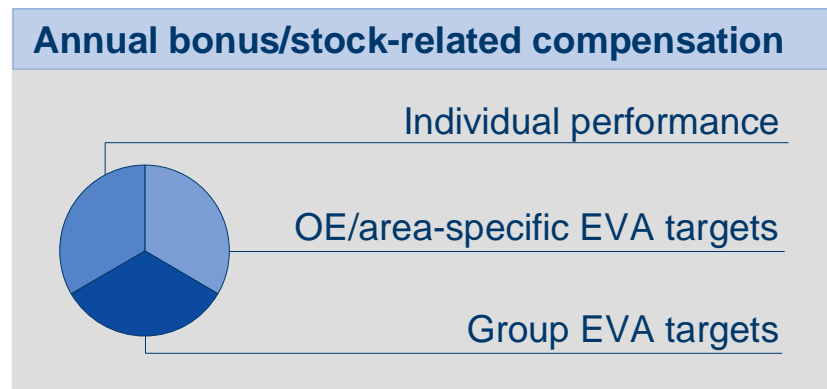 Annual bonus/stock-related compensation
Individual performance
OE/area-specific EVA targets
Group EVA targets